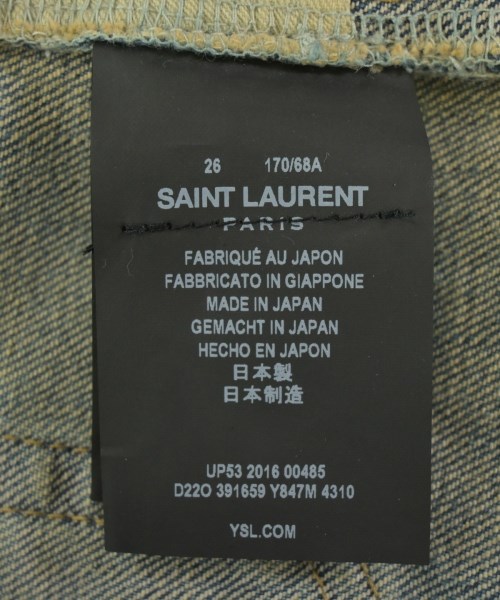 26 170/68A
SAINT LAURENT
PARIS
FABRIQUÉ AU JAPON
FABBRICATO IN GIAPPONE
MADE IN JAPAN
GEMACHT IN JAPAN
HECHO EN JAPON
日本製
日本制造
UP53 2016 00485
D22O 391659 Y847M 4310
YSL.COM